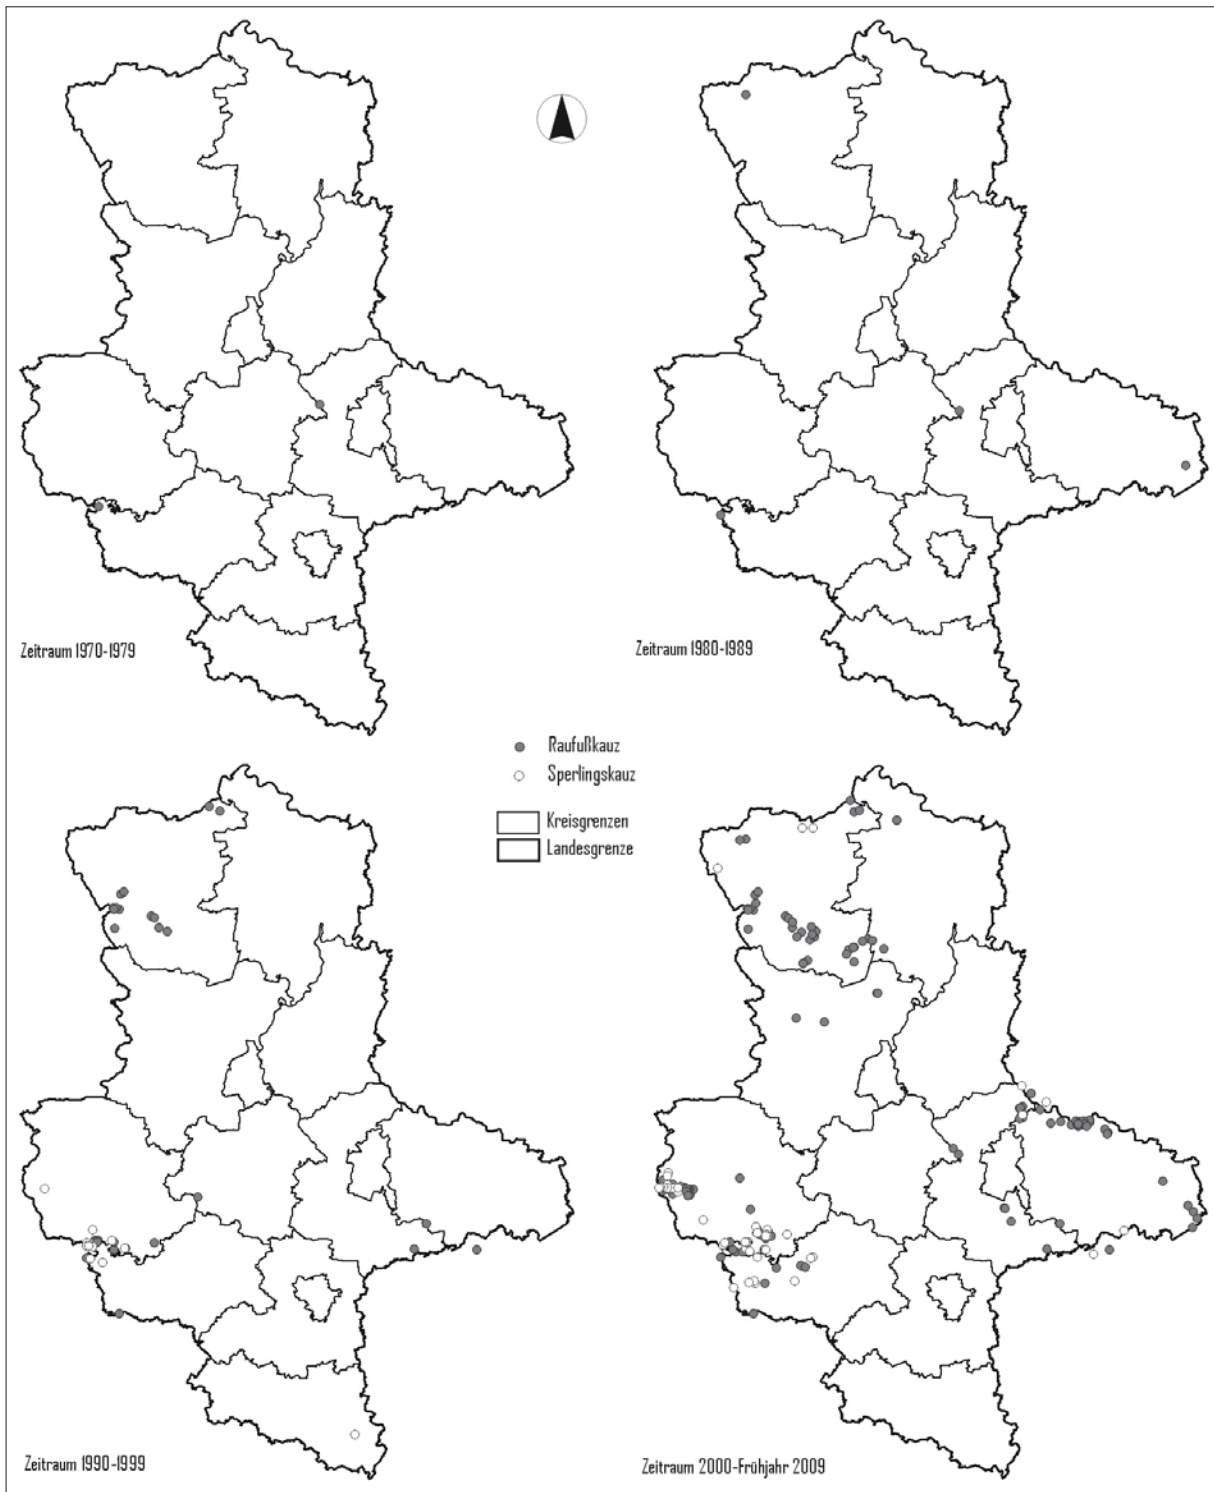 Zeitraum 1970-1979
Zeitraum 1980-1989
Raufußkauz
Sperlingskauz
Kreisgrenzen
Landesgrenze
Zeitraum 1990-1999
Zeitraum 2000-Frühjahr 2009